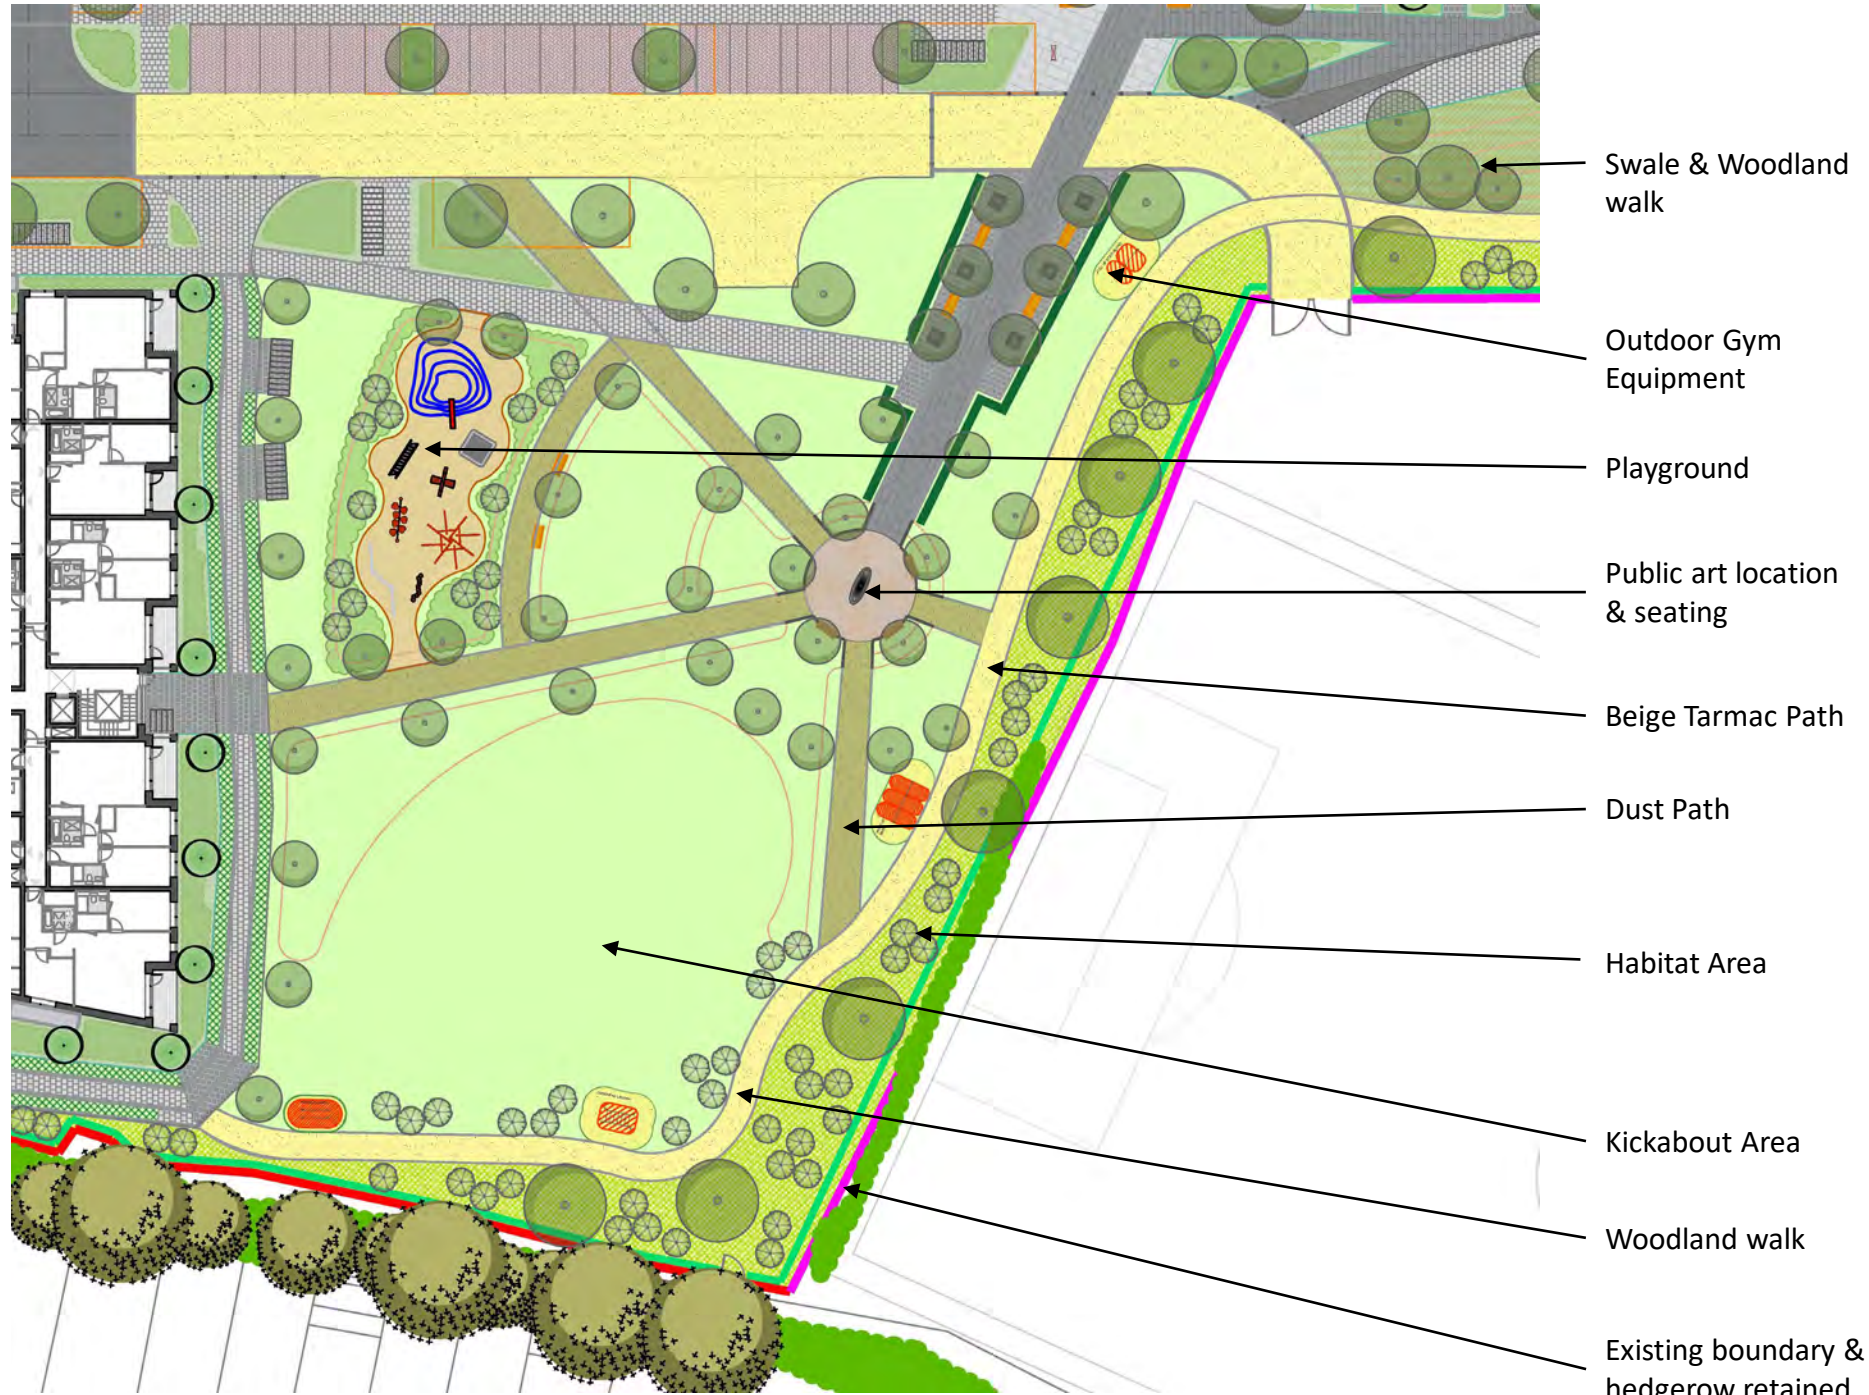 Swale & Woodland
walk
Outdoor Gym
Equipment
Playground
Public art location
& seating
Beige Tarmac Path
Dust Path
Habitat Area
Kickabout Area
Woodland walk
Existing boundary &
hedgerow retained